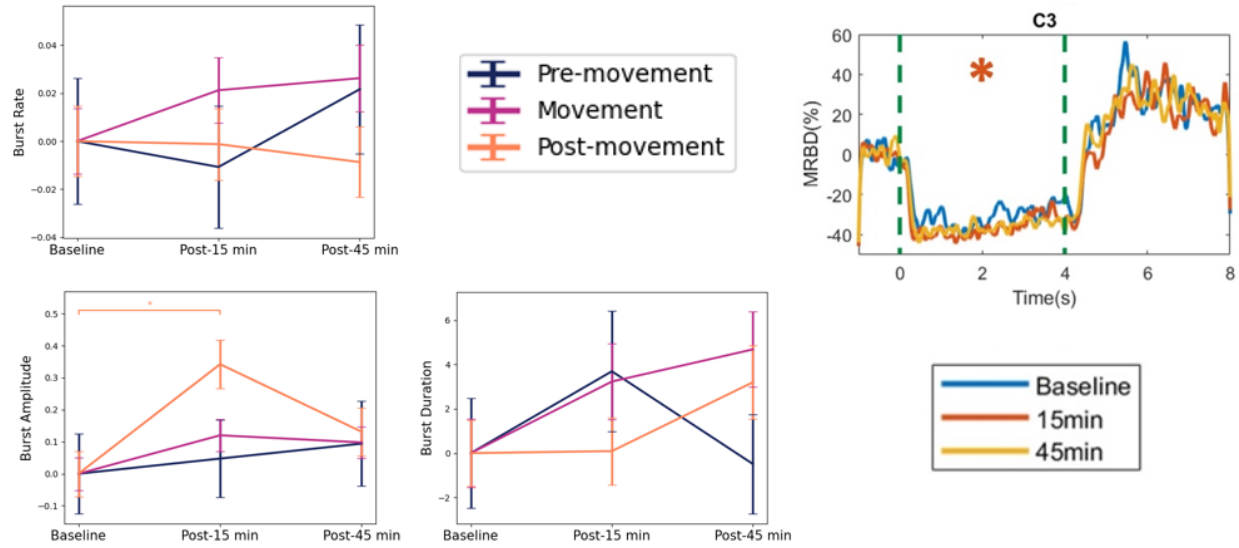 Burst Rate
0.04
0.02
0.00
−0.02
−0.04
Baseline
Post-15 min
Post-45 min
Pre-movement
Movement
Post-movement
C3
MRBD(%)
60
40
20
0
-20
-40
*
0
2
4
6
8
Time(s)
Burst Amplitude
0.5
0.4
0.3
0.2
0.1
0.0
−0.1
*
Baseline
Post-15 min
Post-45 min
Burst Duration
6
4
2
0
−2
Baseline
Post-15 min
Post-45 min
Baseline
15min
45min